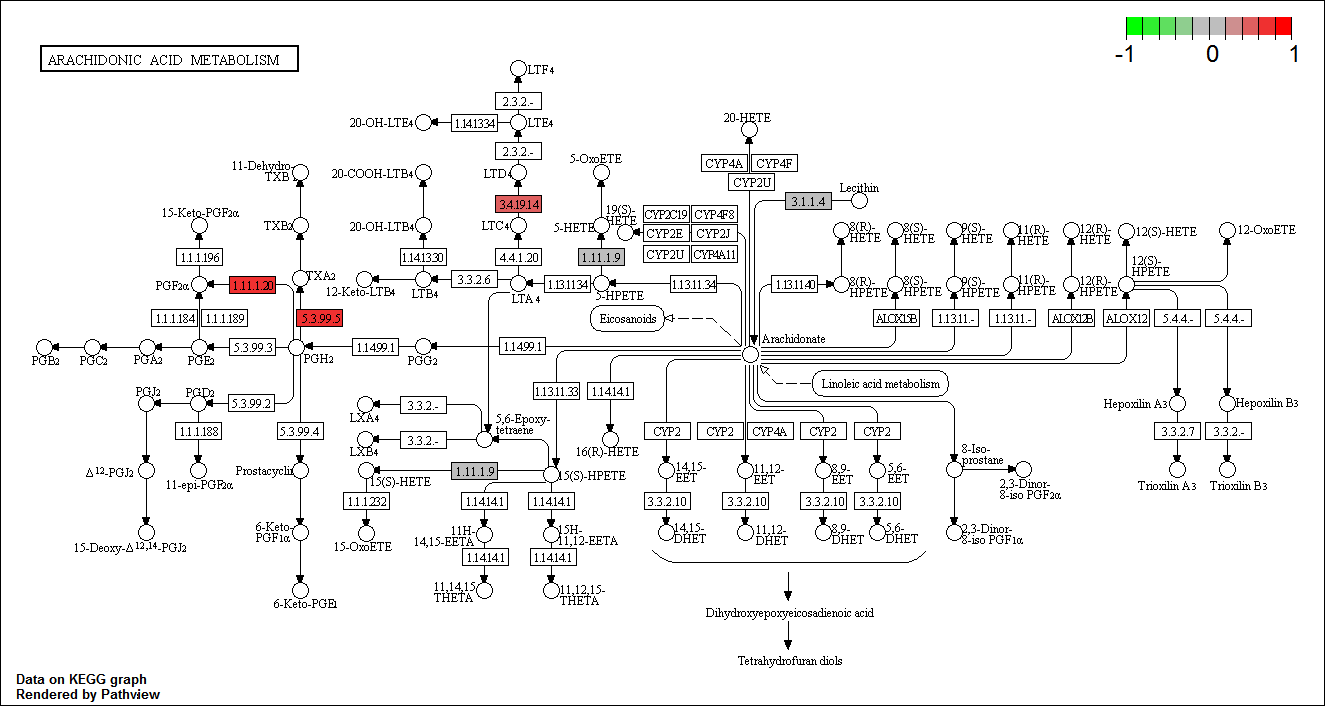 ARACHIDONIC ACID METABOLISM
-1 0 1
LTF4
2.3.2.-
20-OH-LTE4
1.14.13.34
LTE4
2.3.2.-
20-HETE
CYP4A
CYP4F
CYP2U
11-Dehydro-
TXB
20-COOH-LTB4
LTD4
5-OxoETE
Lecithin
3.1.1.4
3.4.19.14
15-Keto-PGF2α
TXB2
20-OH-LTB4
LTC4
5-HETE
19(S)-
HETE
CYP2C19
CYP4F8
CYP2E
CYP2J
CYP2U
CYP4A11
8(R)-
HETE
8(S)-
HETE
9(S)-
HETE
11(R)-
HETE
12(R)-
HETE
12(S)-HETE
12-OxoETE
1.1.1.196
1.14.13.30
4.4.1.20
1.11.1.9
PGF2α
1.11.1.20
TXA2
12-Keto-LTB4
LTB4
3.3.2.6
LTA4
1.13.11.34
5-HPETE
1.13.11.34
1.13.11.40
8(R)-
HPETE
8(S)-
HPETE
9(S)-
HPETE
11(R)-
HPETE
12(R)-
HPETE
12(S)-
HPETE
1.1.1.184
1.1.1.189
5.3.99.5
Eicosanoids
ALOX15B
1.13.11.-
1.13.11.-
ALOX12B
ALOX12
5.4.4.-
5.4.4.-
PGB2
PGC2
PGA2
PGE2
5.3.99.3
PGH2
1.14.99.1
PGG2
1.14.99.1
Arachidonate
Linoleic acid metabolism
PGJ2
PGD2
5.3.99.2
1.13.11.33
1.14.14.1
LXA4
3.3.2.-
5,6-Epoxy-
tetraene
Hepoxilin A3
Hepoxilin B3
1.1.1.188
5.3.99.4
LXB4
3.3.2.-
16(R)-HETE
CYP2
CYP2
CYP4A
CYP2
CYP2
3.3.2.7
3.3.2.-
8-Iso-
prostane
Δ12-PGJ2
11-epi-PGF2α
Prostacyclin
15(S)-HETE
1.11.1.9
15(S)-HPETE
14,15-
EET
11,12-
EET
8,9-
EET
5,6-
EET
2,3-Dinor-
8-iso PGF2α
Trioxilin A3
Trioxilin B3
1.1.1.232
1.14.14.1
1.14.14.1
3.3.2.10
3.3.2.10
3.3.2.10
3.3.2.10
15-Deoxy-Δ12,14-PGJ2
6-Keto-
PGF1α
15-OxoETE
11H-
14,15-EETA
15H-
11,12-EETA
14,15-
DHET
11,12-
DHET
8,9-
DHET
5,6-
DHET
2,3-Dinor-
8-iso PGF1α
1.14.14.1
1.14.14.1
6-Keto-PGE1
11,14,15-
THETA
11,12,15-
THETA
Dihydroxyepoxyeicosadienoic acid
Tetrahydrofuran diols
Data on KEGG graph
Rendered by Pathview